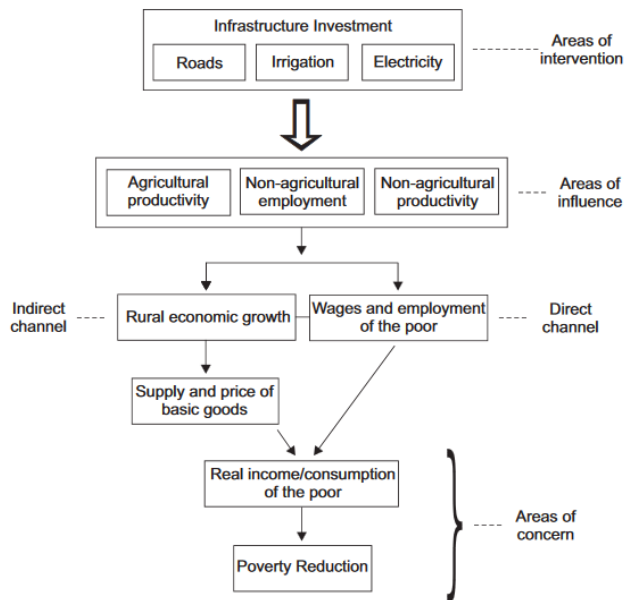 Infrastructure Investment
Roads
Irrigation
Electricity
Areas of
intervention
Agricultural
productivity
Non-agricultural
employment
Non-agricultural
productivity
Areas of
influence
Indirect
channel
Rural economic growth
Wages and employment
of the poor
Direct
channel
Supply and price of
basic goods
Real income/consumption
of the poor
Areas of
concern
Poverty Reduction